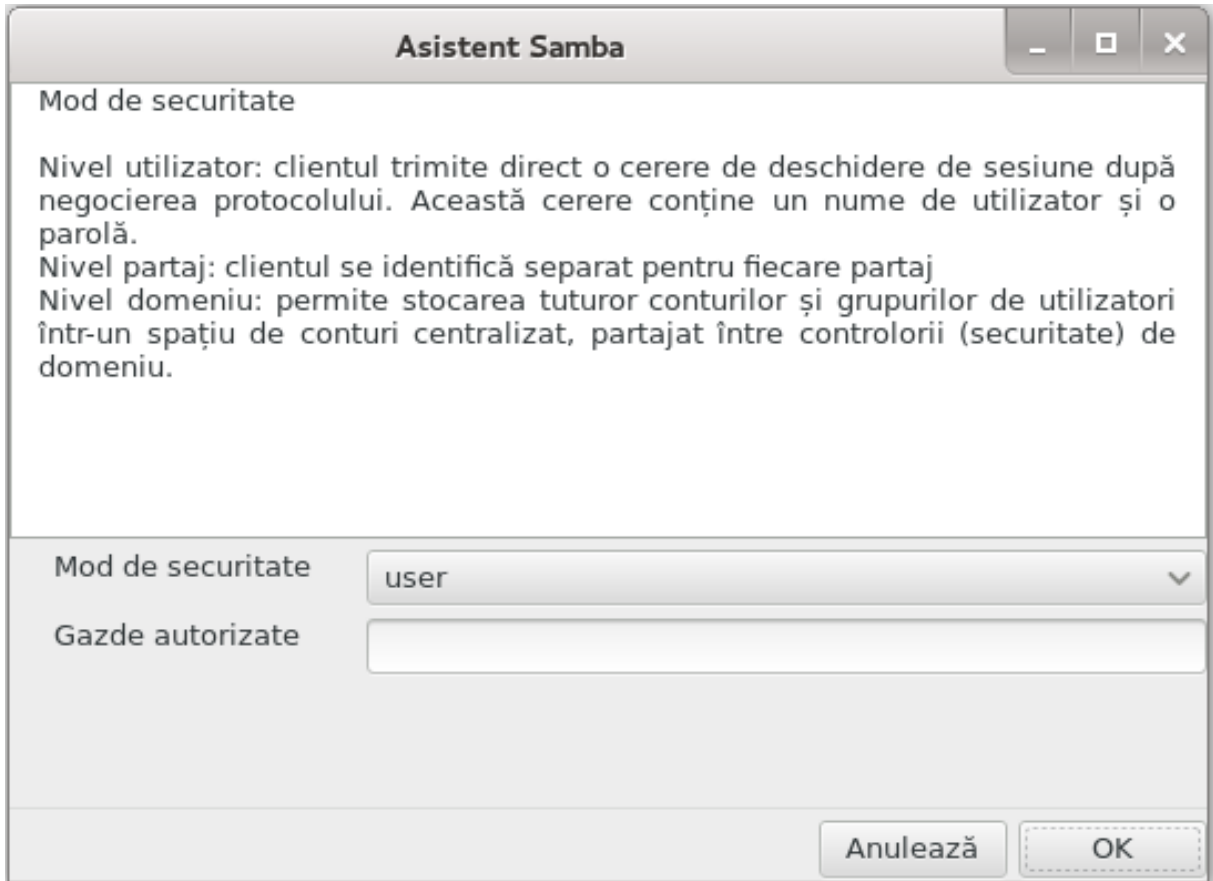 Asistent Samba
Mod de securitate
Nivel utilizator: clientul trimite direct o cerere de deschidere de sesiune după
negocierea protocolului. Această cerere conține un nume de utilizator și o
parolă.
Nivel partaj: clientul se identifică separat pentru fiecare partaj
Nivel domeniu: permite stocarea tuturor conturilor și grupurilor de utilizatori
într-un spațiu de conturi centralizat, partajat între controlorii (securitate) de
domeniu.
Mod de securitate
user
Gazde autorizate
Anulează
OK